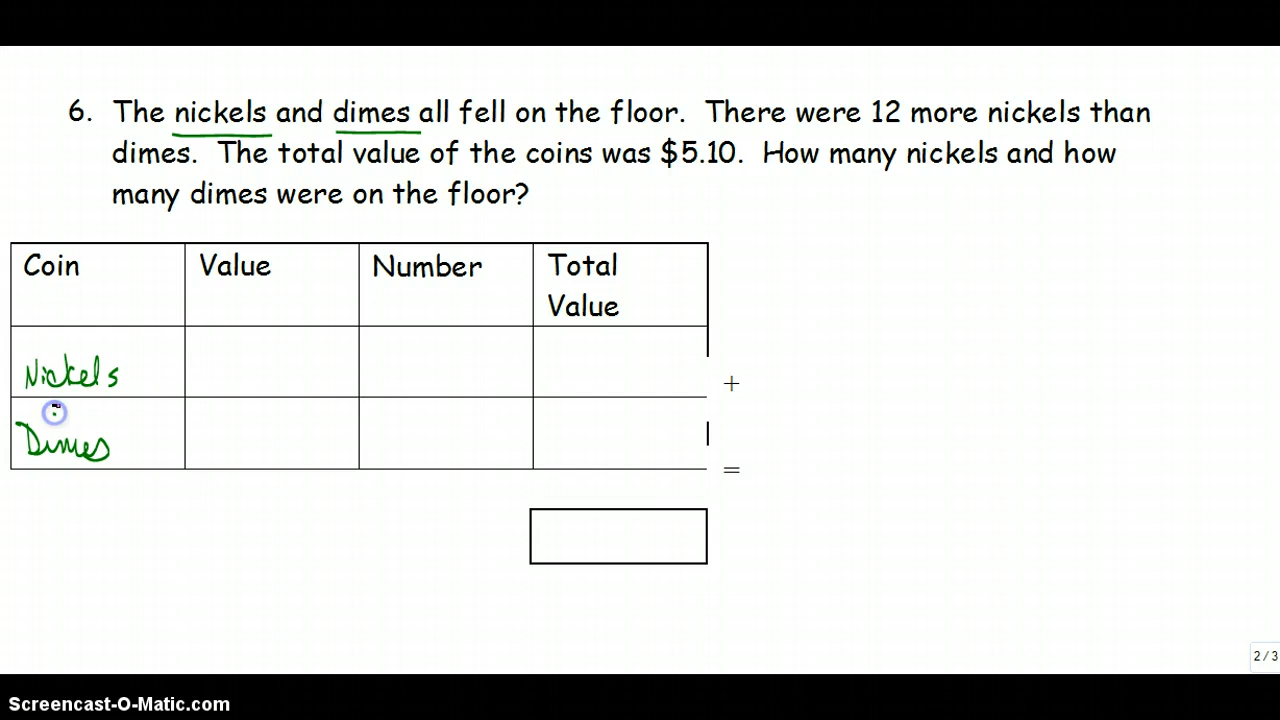 6. The nickels and dimes all fell on the floor. There were 12 more nickels than
dimes. The total value of the coins was $5.10. How many nickels and how
many dimes were on the floor?
Coin Value Number Total
Value
Nickels
+
Dimes
=
2/3
Screencast-O-Matic.com